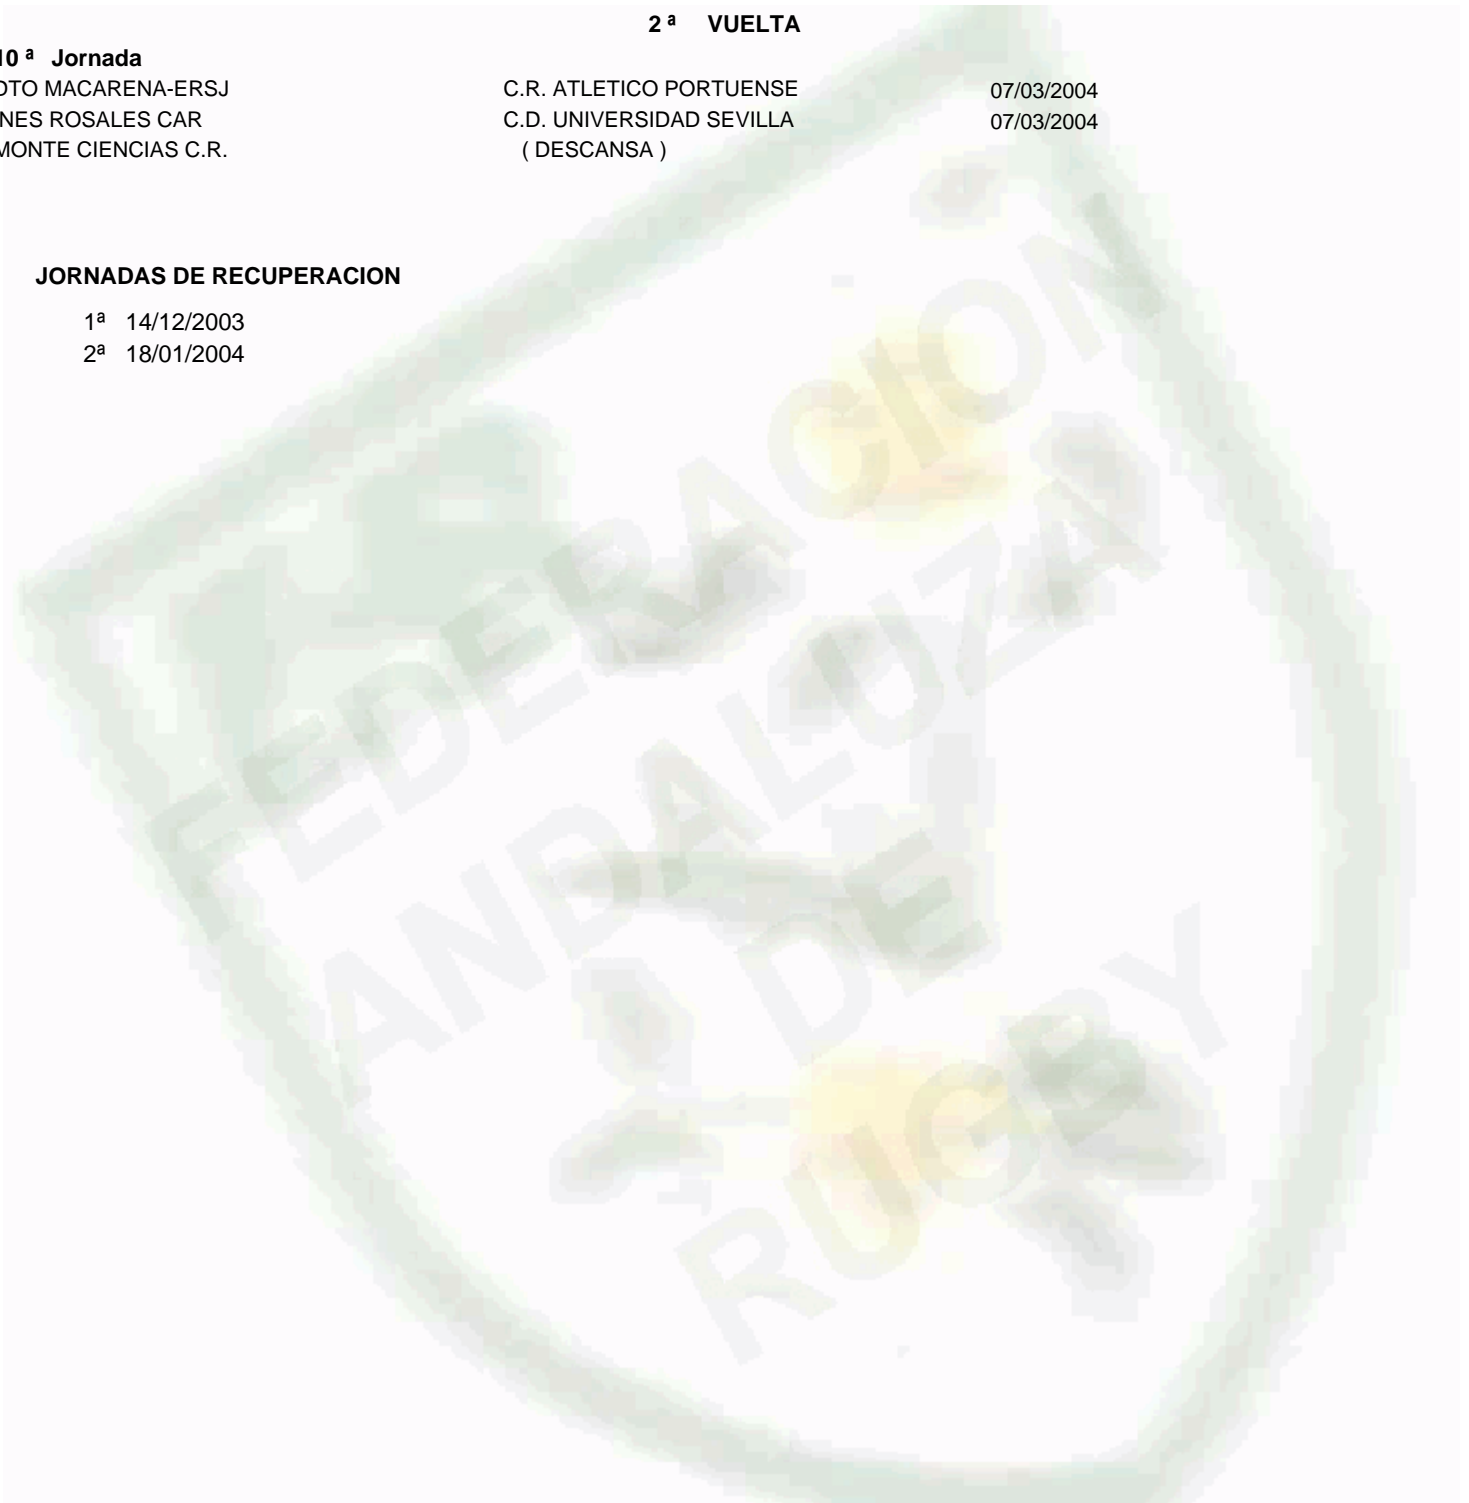 2 ª VUELTA
10 ª Jornada
OTO MACARENA-ERSJ C.R. ATLETICO PORTUENSE 07/03/2004
NES ROSALES CAR C.D. UNIVERSIDAD SEVILLA 07/03/2004
MONTE CIENCIAS C.R. ( DESCANSA )
JORNADAS DE RECUPERACION
1ª 14/12/2003
2ª 18/01/2004
FEDERACION
ANDALUZA
DE
RUGBY